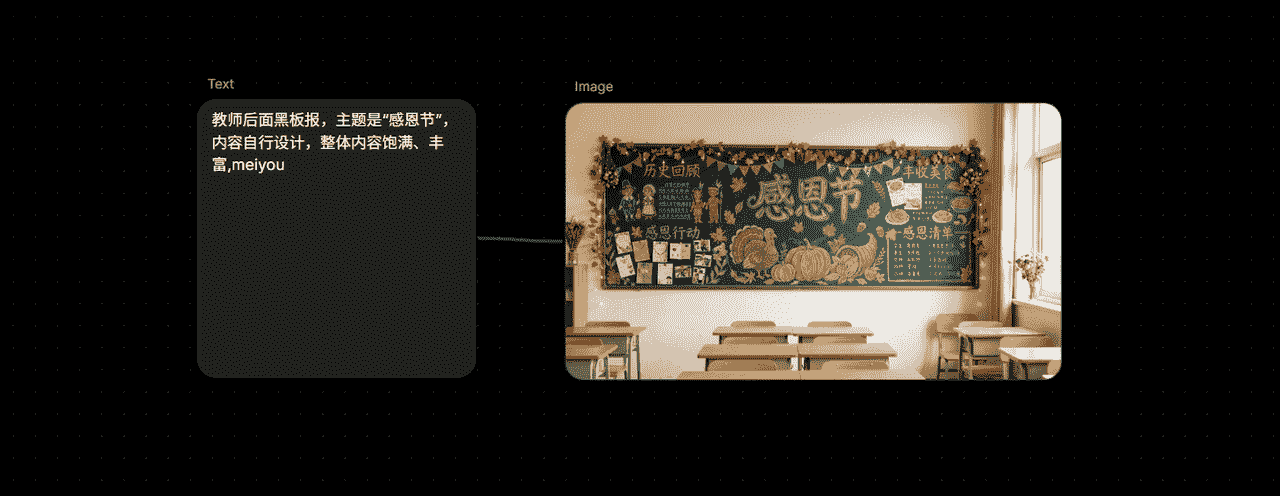 Text
教师后面黑板报，主题是“感恩节”，
内容自行设计，整体内容饱满、丰
富,meiyou
Image
历史回顾
感恩节
丰收美食
感恩行动
感恩清单